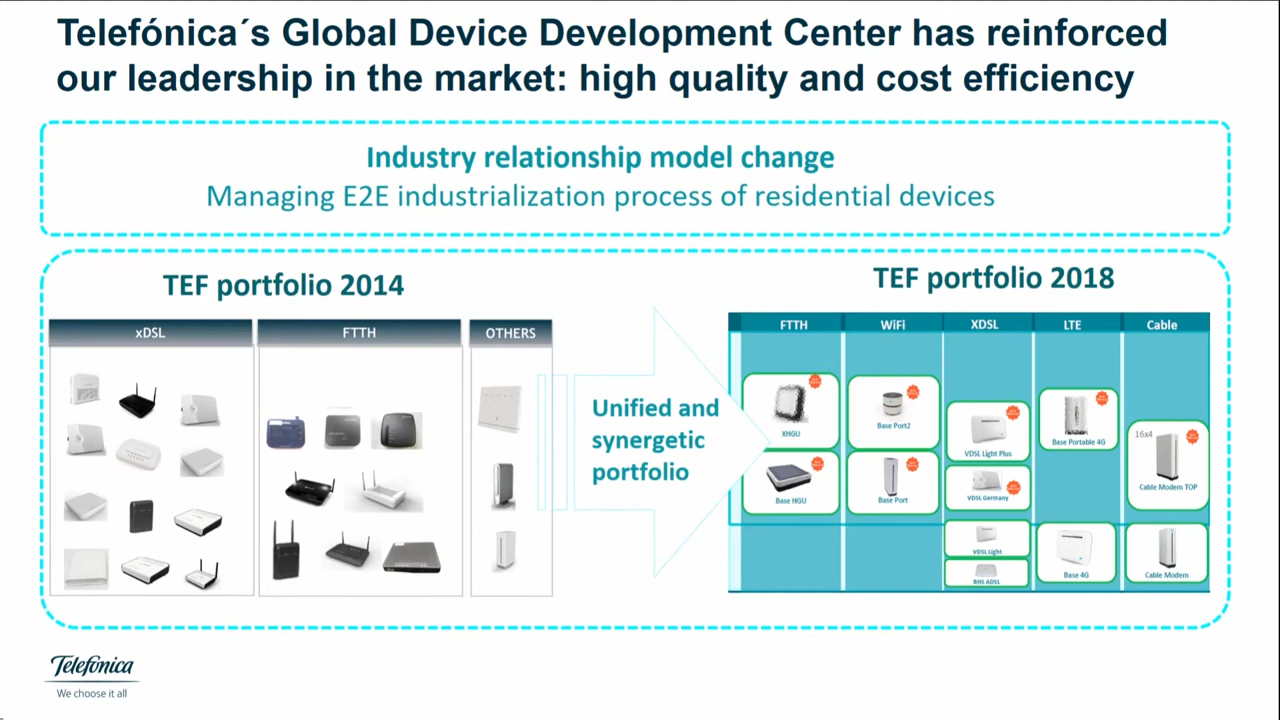 Telefónica´s Global Device Development Center has reinforced
our leadership in the market: high quality and cost efficiency
Industry relationship model change
Managing E2E industrialization process of residential devices
TEF portfolio 2014
xDSL
FTTH
OTHERS
Unified and
synergetic
portfolio
TEF portfolio 2018
FTTH
WiFi
XDSL
LTE
Cable
XHGU
Base Port2
VDSL Light Plus
Base Portable 4G
16x4
Cable Modem TOP
Base HGU
Base Port
VDSL Germany
VDSL Light
BHS ADSL
Base 4G
Cable Modem
Telefónica
We choose it all